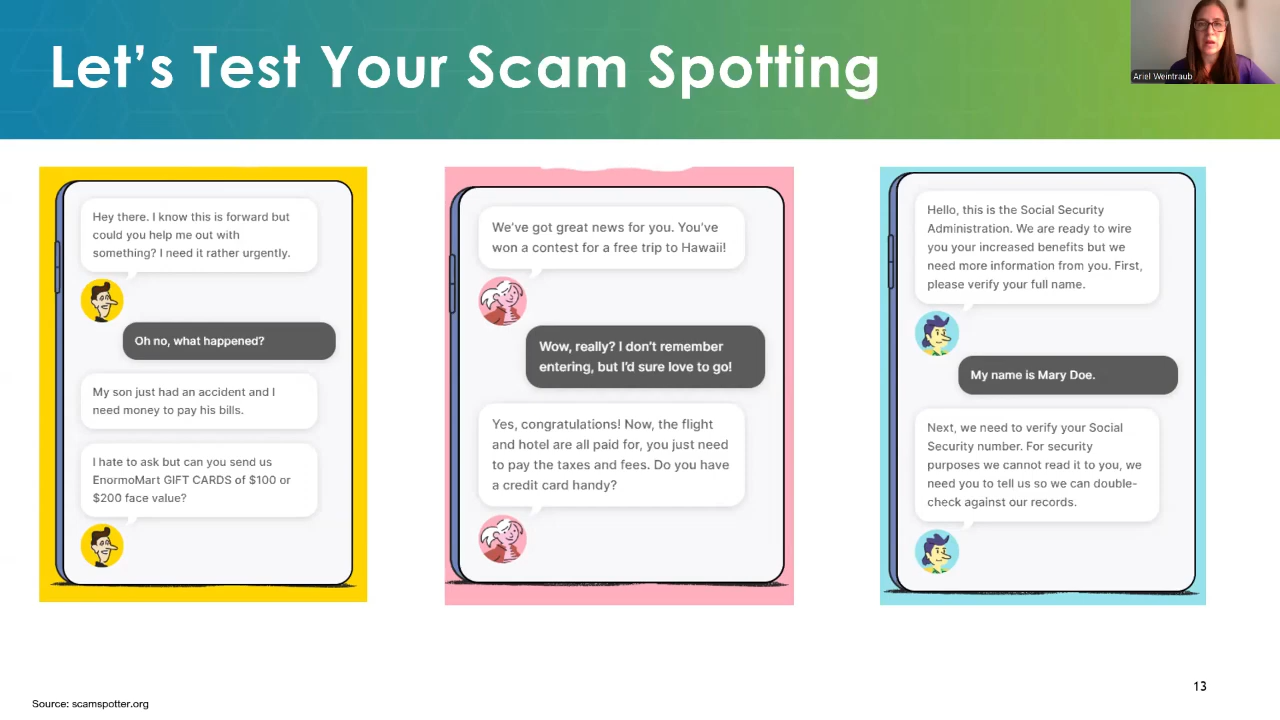 Let's Test Your Scam Spotting
Ariel Weintraub
Hey there. I know this is forward but
could you help me out with
something? I need it rather urgently.
Oh no, what happened?
My son just had an accident and I
need money to pay his bills.
I hate to ask but can you send us
EnormoMart GIFT CARDS of $100 or
$200 face value?
We've got great news for you. You've
won a contest for a free trip to Hawaii!
Wow, really? I don't remember
entering, but I'd sure love to go!
Yes, congratulations! Now, the flight
and hotel are all paid for, you just need
to pay the taxes and fees. Do you have
a credit card handy?
Hello, this is the Social Security
Administration. We are ready to wire
you your increased benefits but we
need more information from you. First,
please verify your full name.
My name is Mary Doe.
Next, we need to verify your Social
Security number. For security
purposes we cannot read it to you, we
need you to tell us so we can double-
check against our records.
13
Source: scamspotter.org